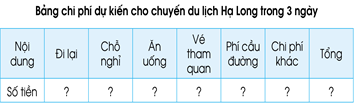 Bảng chi phí dự kiến cho chuyến du lịch Hạ Long trong 3 ngày
Nội dung Đi lại Chỗ nghỉ Ăn uống Vé tham quan Phí cầu đường Chi phí khác Tổng
Số tiền ? ? ? ? ? ? ?